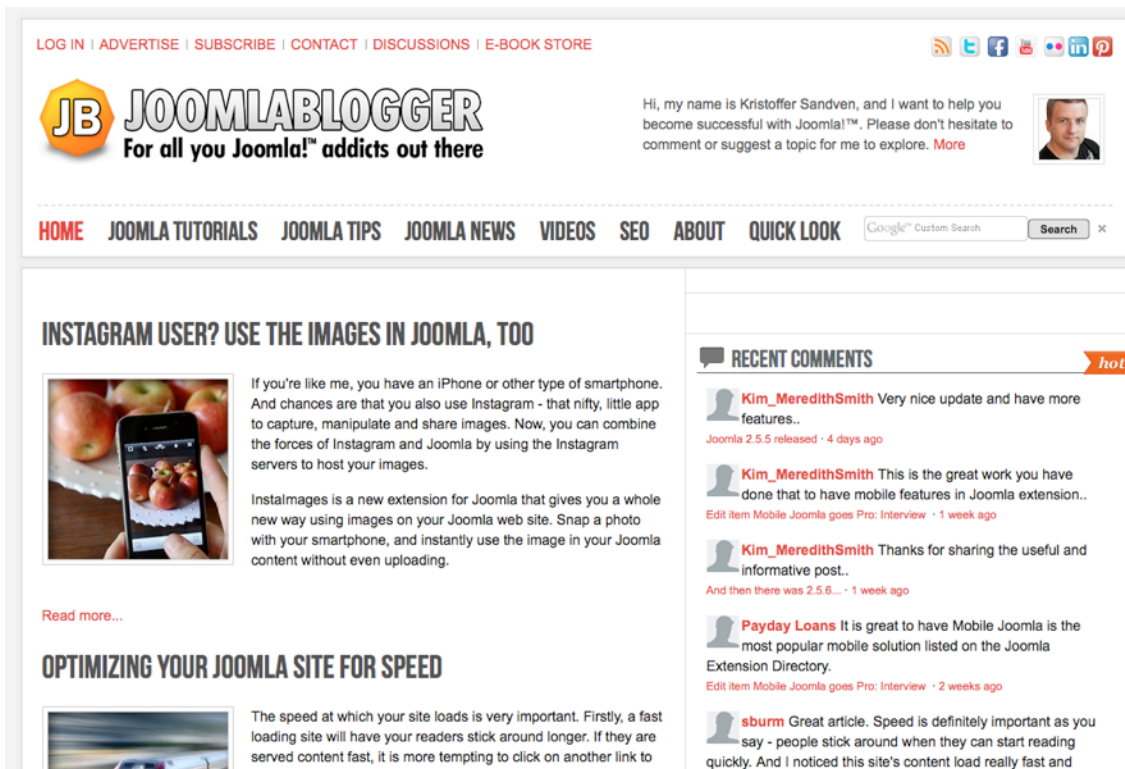 LOG IN | ADVERTISE | SUBSCRIBE | CONTACT | DISCUSSIONS | E-BOOK STORE
JB JOOMLABLOGGER
For all you Joomla!™ addicts out there
Hi, my name is Kristoffer Sandven, and I want to help you
become successful with Joomla!™. Please don't hesitate to
comment or suggest a topic for me to explore. More
HOME JOOMLA TUTORIALS JOOMLA TIPS JOOMLA NEWS VIDEOS SEO ABOUT QUICK LOOK Google™ Custom Search Search ×
INSTAGRAM USER? USE THE IMAGES IN JOOMLA, TOO
If you're like me, you have an iPhone or other type of smartphone.
And chances are that you also use Instagram - that nifty, little app
to capture, manipulate and share images. Now, you can combine
the forces of Instagram and Joomla by using the Instagram
servers to host your images.
InstaImages is a new extension for Joomla that gives you a whole
new way using images on your Joomla web site. Snap a photo
with your smartphone, and instantly use the image in your Joomla
content without even uploading.
Read more...
OPTIMIZING YOUR JOOMLA SITE FOR SPEED
The speed at which your site loads is very important. Firstly, a fast
loading site will have your readers stick around longer. If they are
served content fast, it is more tempting to click on another link to
RECENT COMMENTS
hot
Kim_MeredithSmith Very nice update and have more
features..
Joomla 2.5.5 released · 4 days ago
Kim_MeredithSmith This is the great work you have
done that to have mobile features in Joomla extension..
Edit item Mobile Joomla goes Pro: Interview · 1 week ago
Kim_MeredithSmith Thanks for sharing the useful and
informative post..
And then there was 2.5.6... · 1 week ago
Payday Loans It is great to have Mobile Joomla is the
most popular mobile solution listed on the Joomla
Extension Directory.
Edit item Mobile Joomla goes Pro: Interview · 2 weeks ago
sburm Great article. Speed is definitely important as you
say - people stick around when they can start reading
quickly. And I noticed this site's content load really fast and